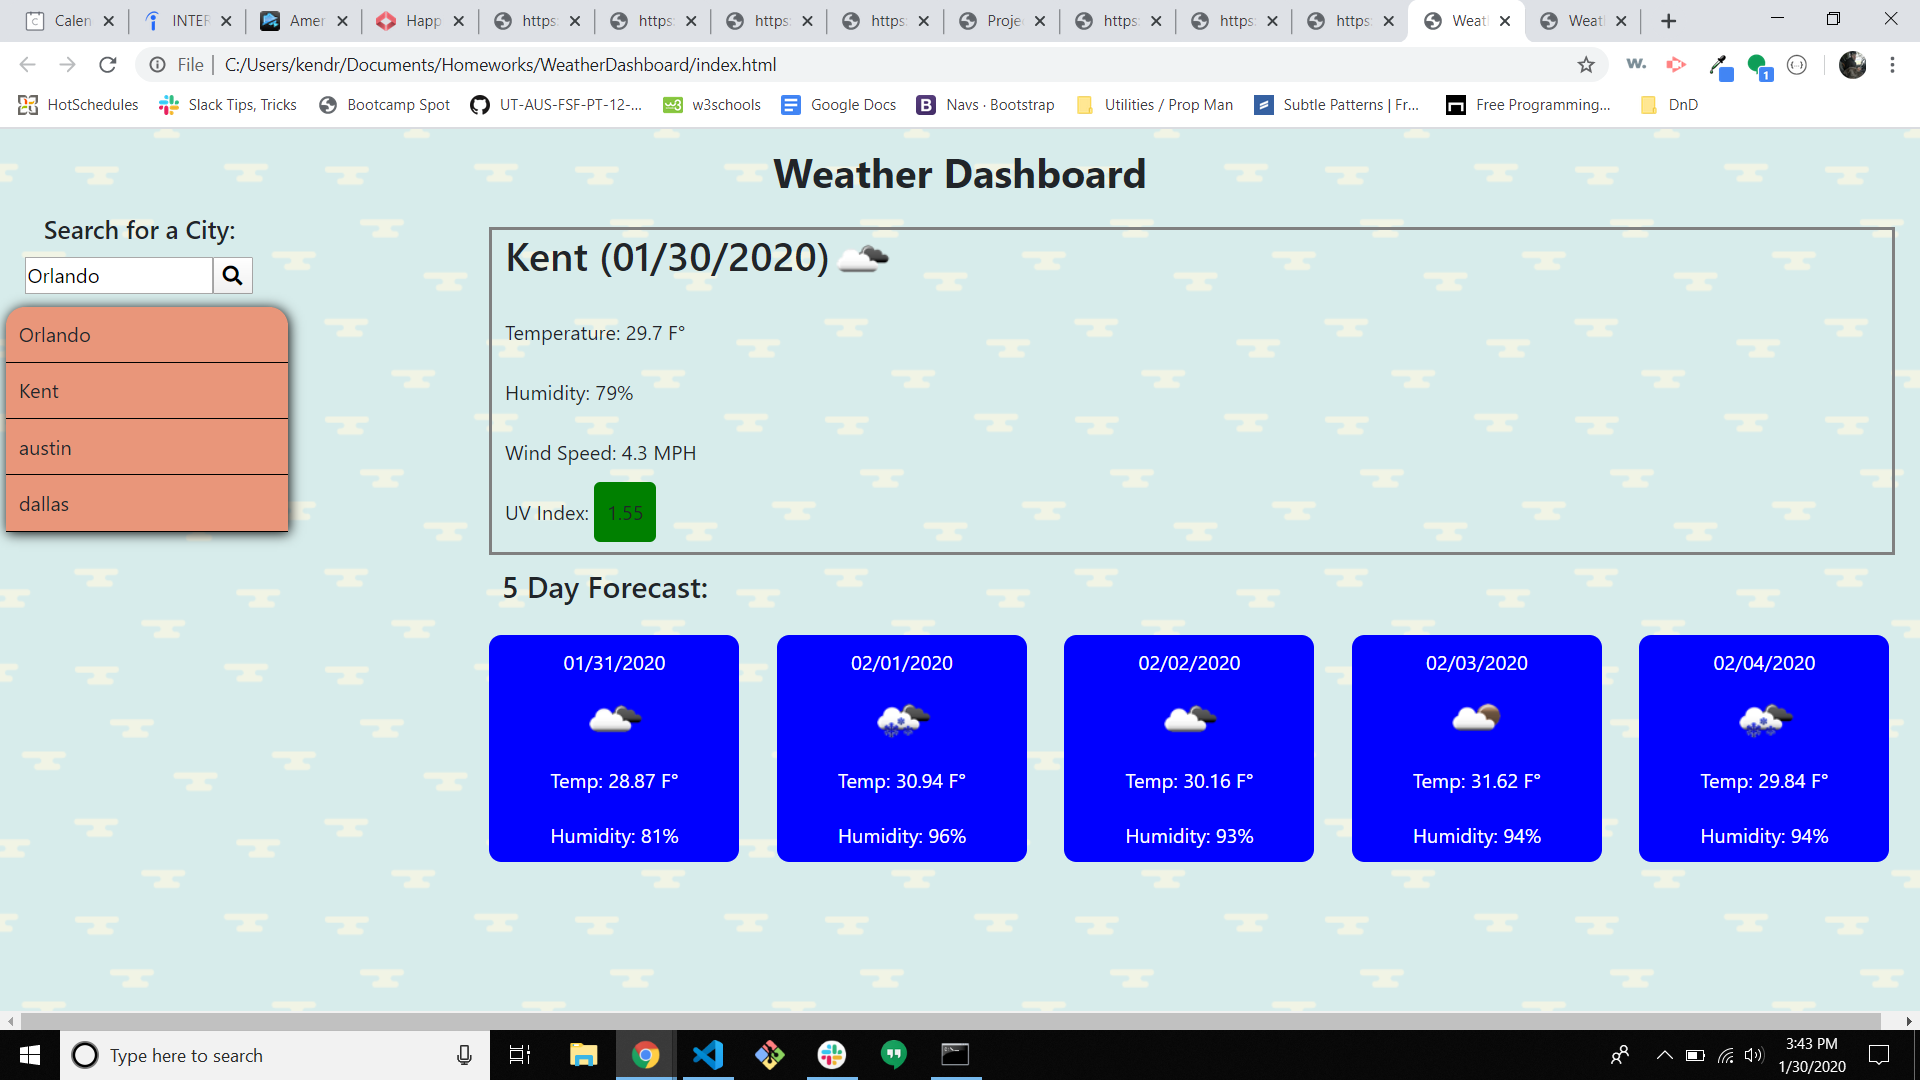 Calen
INTER
Amer
Happ
https:
https:
https:
https:
Projec
https:
https:
https:
Weath
Weath
File
C:/Users/kendr/Documents/Homeworks/WeatherDashboard/index.html
w.
1
HotSchedules
Slack Tips, Tricks
Bootcamp Spot
UT-AUS-FSF-PT-12-...
w3schools
Google Docs
Navs · Bootstrap
Utilities / Prop Man
Subtle Patterns | Fr...
Free Programming...
DnD
Weather Dashboard
Search for a City:
Orlando
Orlando
Kent
austin
dallas
Kent (01/30/2020)
Temperature: 29.7 F°
Humidity: 79%
Wind Speed: 4.3 MPH
UV Index: 1.55
5 Day Forecast:
01/31/2020
Temp: 28.87 F°
Humidity: 81%
02/01/2020
Temp: 30.94 F°
Humidity: 96%
02/02/2020
Temp: 30.16 F°
Humidity: 93%
02/03/2020
Temp: 31.62 F°
Humidity: 94%
02/04/2020
Temp: 29.84 F°
Humidity: 94%
Type here to search
3:43 PM
1/30/2020